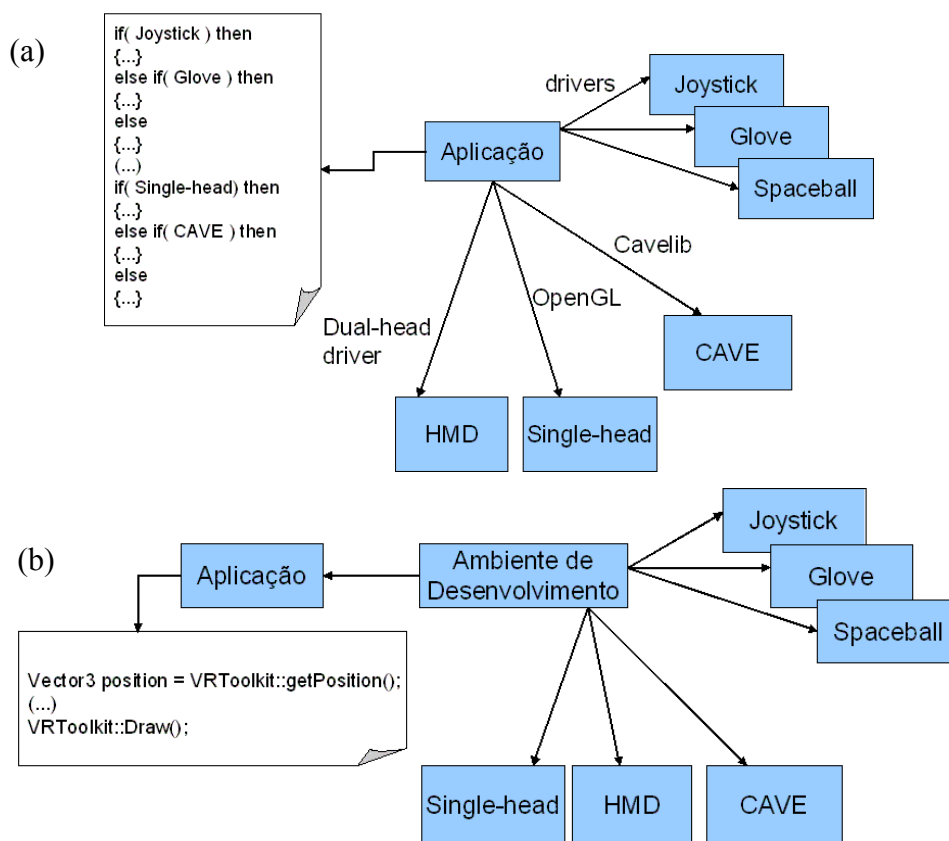 (a)
if( Joystick ) then
{...}
else if( Glove ) then
{...}
else
{...}
(...)
if( Single-head) then
{...}
else if( CAVE ) then
{...}
else
{...}
drivers
Joystick
Glove
Spaceball
Aplicação
Cavelib
OpenGL
Dual-head
driver
CAVE
HMD
Single-head
(b)
Aplicação
Ambiente de
Desenvolvimento
Joystick
Glove
Spaceball
Vector3 position = VRToolkit::getPosition();
(...)
VRToolkit::Draw();
Single-head
HMD
CAVE